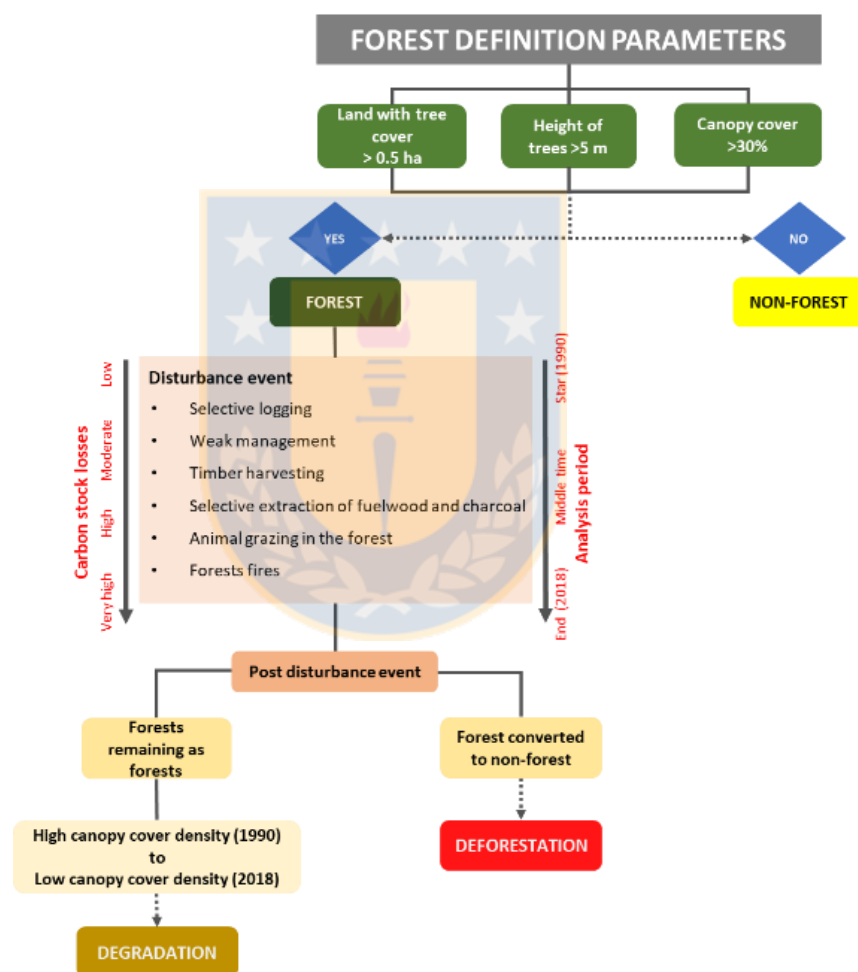 FOREST DEFINITION PARAMETERS
Land with tree
cover
> 0.5 ha
Height of
trees >5 m
Canopy cover
>30%
YES
NO
FOREST
NON-FOREST
Carbon stock losses
Low
Moderate
High
Very high
Disturbance event
• Selective logging
• Weak management
• Timber harvesting
• Selective extraction of fuelwood and charcoal
• Animal grazing in the forest
• Forests fires
Star (1990)
Middle time
End (2018)
Analysis period
Post disturbance event
Forests
remaining as
forests
Forest converted
to non-forest
High canopy cover density (1990)
to
Low canopy cover density (2018)
DEFORESTATION
DEGRADATION